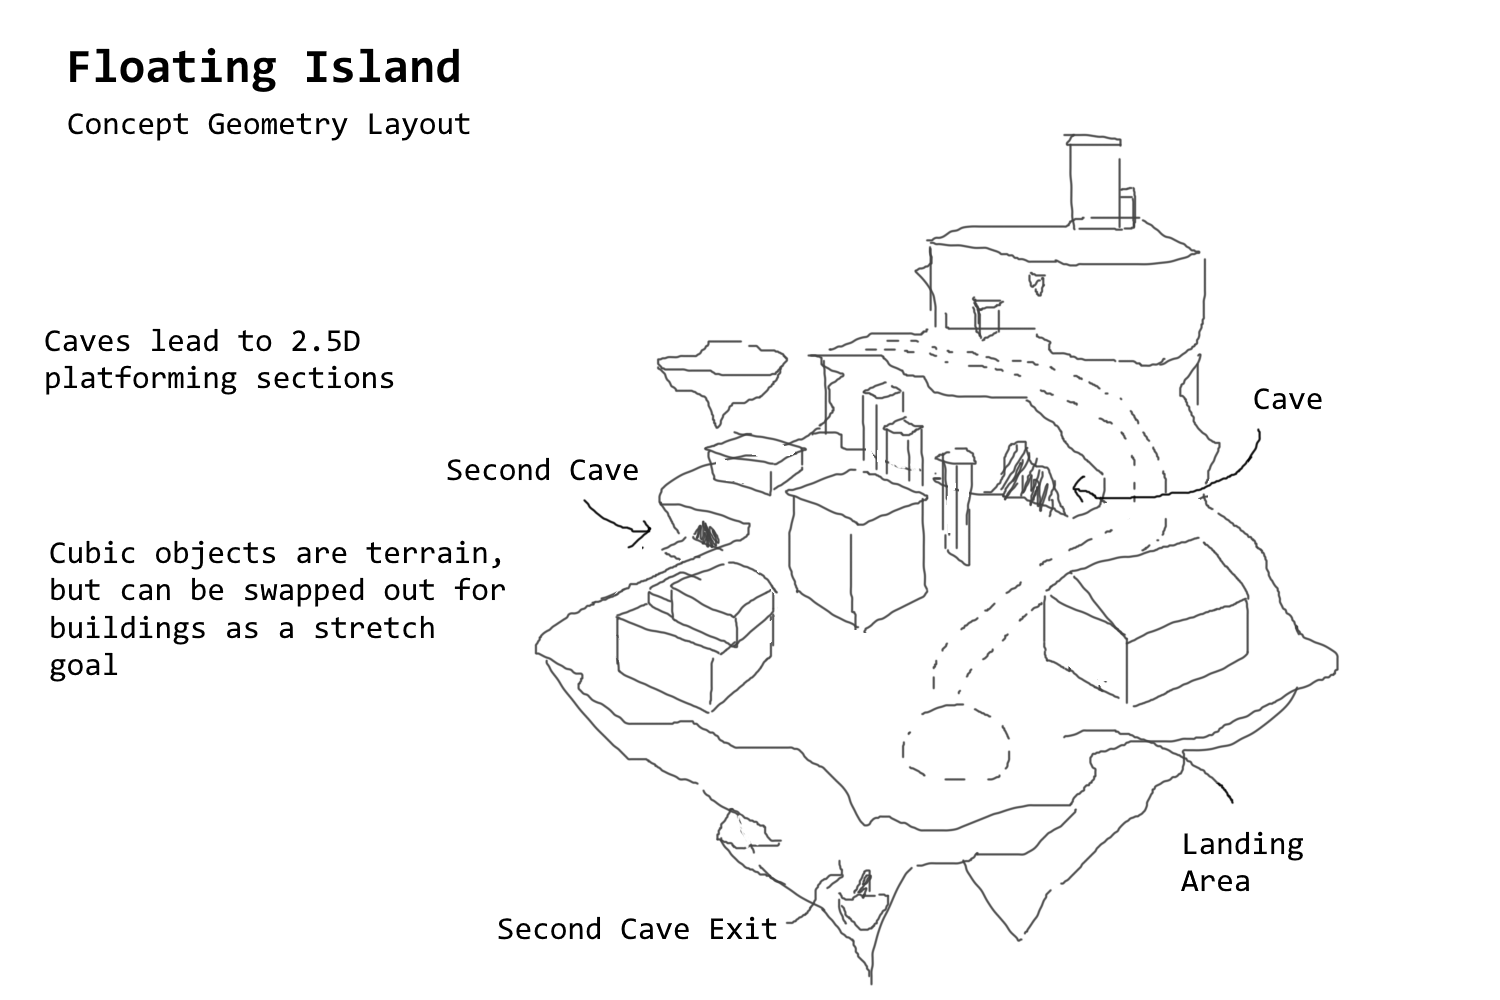 Floating Island
Concept Geometry Layout
Caves lead to 2.5D
platforming sections
Cave
Second Cave
Cubic objects are terrain,
but can be swapped out for
buildings as a stretch
goal
Landing
Area
Second Cave Exit